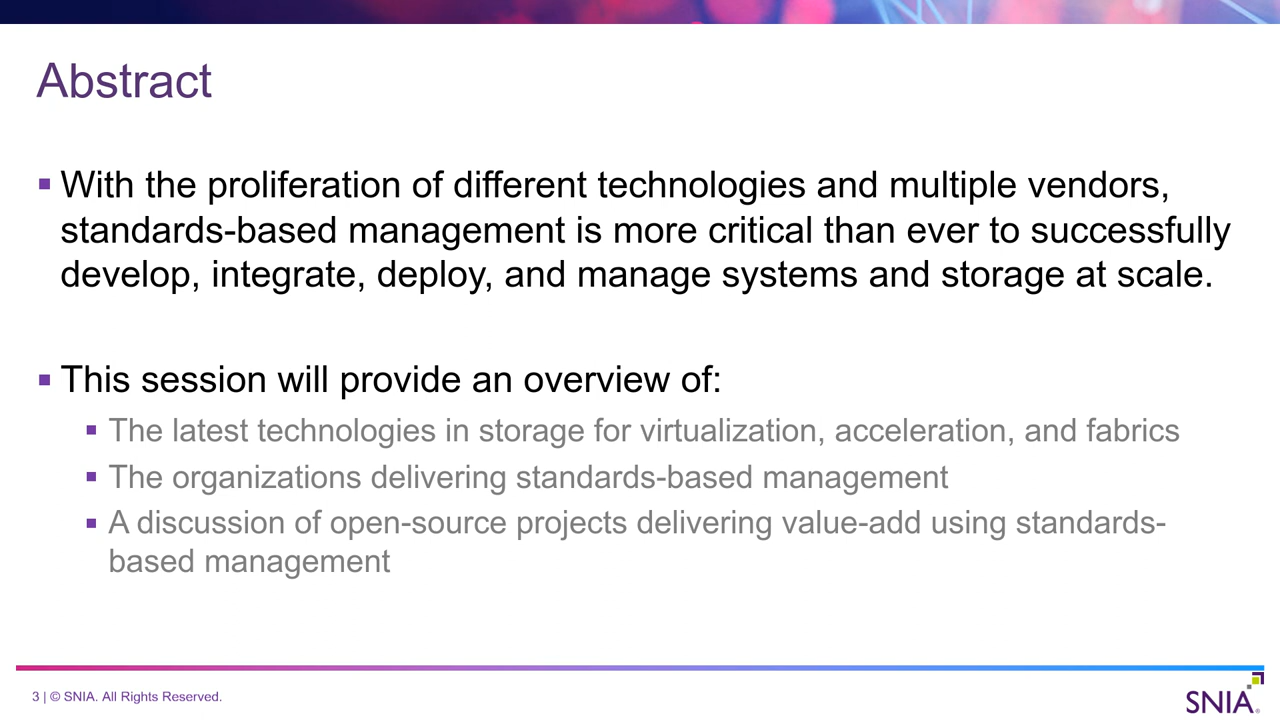 Abstract
▪ With the proliferation of different technologies and multiple vendors,
standards-based management is more critical than ever to successfully
develop, integrate, deploy, and manage systems and storage at scale.
▪ This session will provide an overview of:
▪ The latest technologies in storage for virtualization, acceleration, and fabrics
▪ The organizations delivering standards-based management
▪ A discussion of open-source projects delivering value-add using standards-
based management
3 | © SNIA. All Rights Reserved.
SNIA®